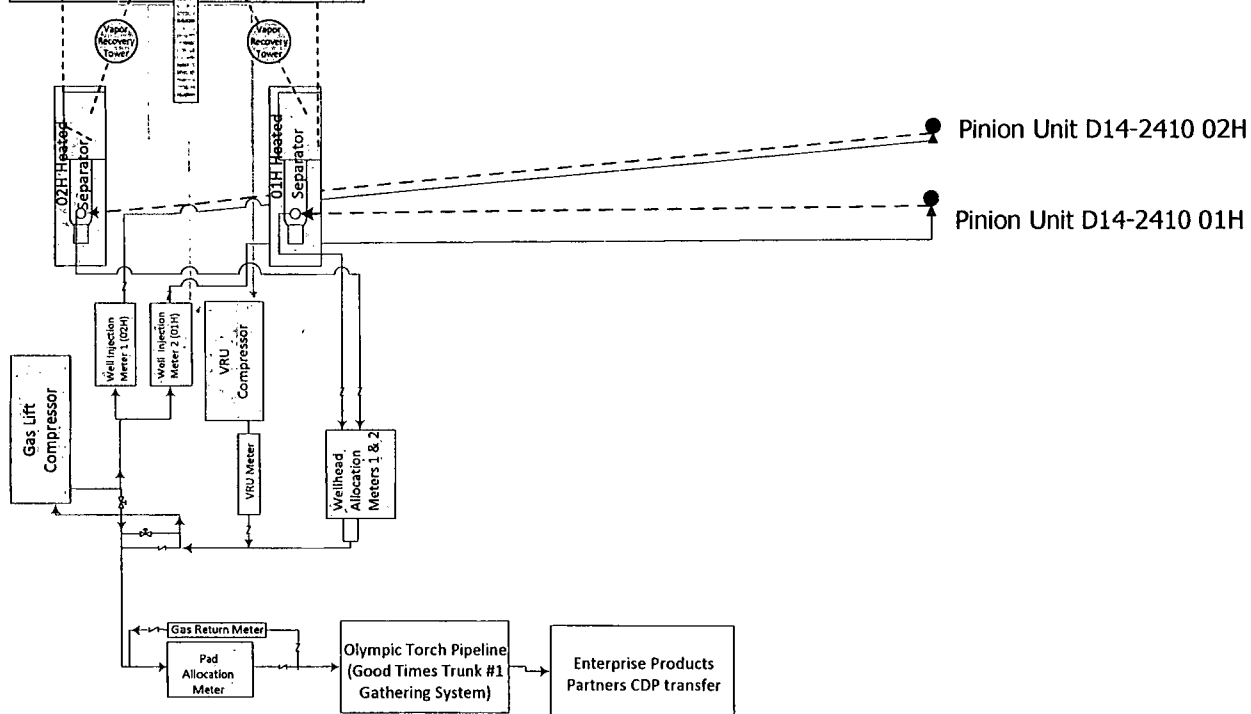 Vapor
Recovery
Tower
Vapor
Recovery
Tower
02H Heated
Separator
01H Heated
Separator
Pinion Unit D14-2410 02H
Pinion Unit D14-2410 01H
Well Injection
Meter 1 (02H)
Well Injection
Meter 2 (01H)
VRU
Compressor
Gas Lift
Compressor
VRU Meter
Wellhead
Allocation
Meters 1 & 2
Gas Return Meter
Pad
Allocation
Meter
Olympic Torch Pipeline
(Good Times Trunk #1
Gathering System)
Enterprise Products
Partners CDP transfer